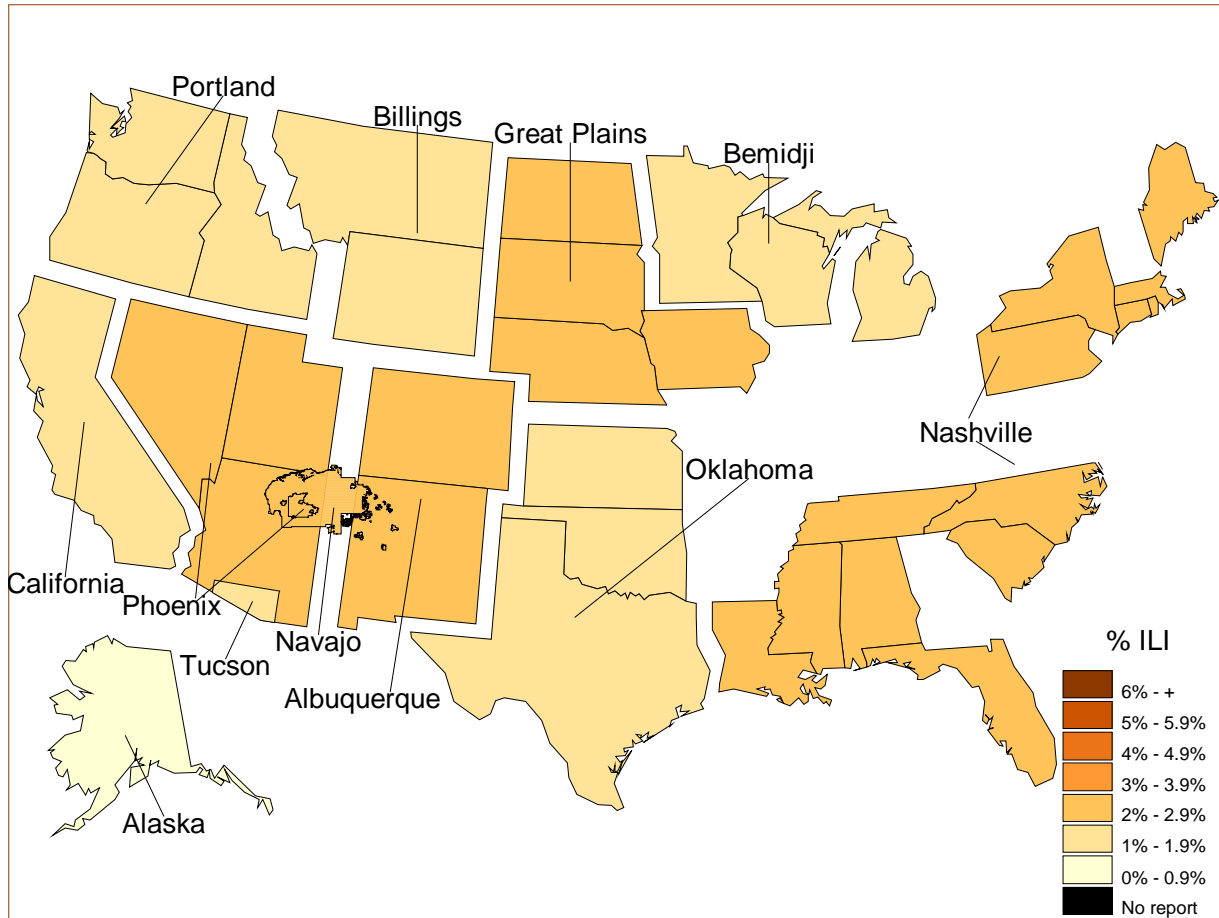 Portland
Billings
Great Plains
Bemidji
Nashville
Oklahoma
California
Phoenix
Navajo
Tucson
Albuquerque
Alaska
% ILI
6% - +
5% - 5.9%
4% - 4.9%
3% - 3.9%
2% - 2.9%
1% - 1.9%
0% - 0.9%
No report